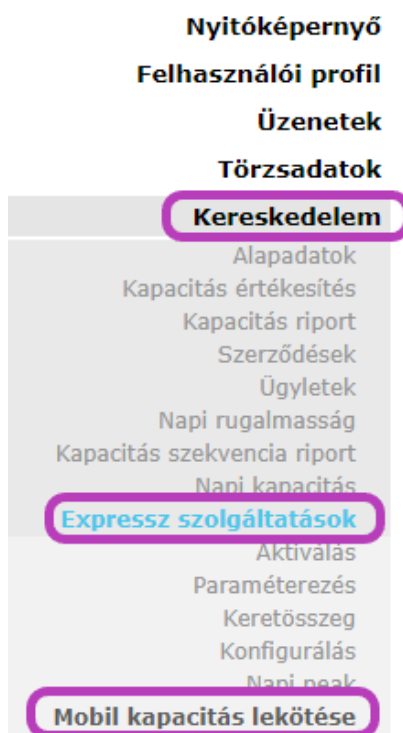 Nyitóképernyő
Felhasználói profil
Üzenetek
Törzsadatok
Kereskedelem
Alapadatok
Kapacitás értékesítés
Kapacitás riport
Szerződések
Ügyletek
Napi rugalmasság
Kapacitás szekvencia riport
Napi kapacitás
Expressz szolgáltatások
Aktiválás
Paraméterezés
Keretösszeg
Konfigurálás
Napi peak
Mobil kapacitás lekötése